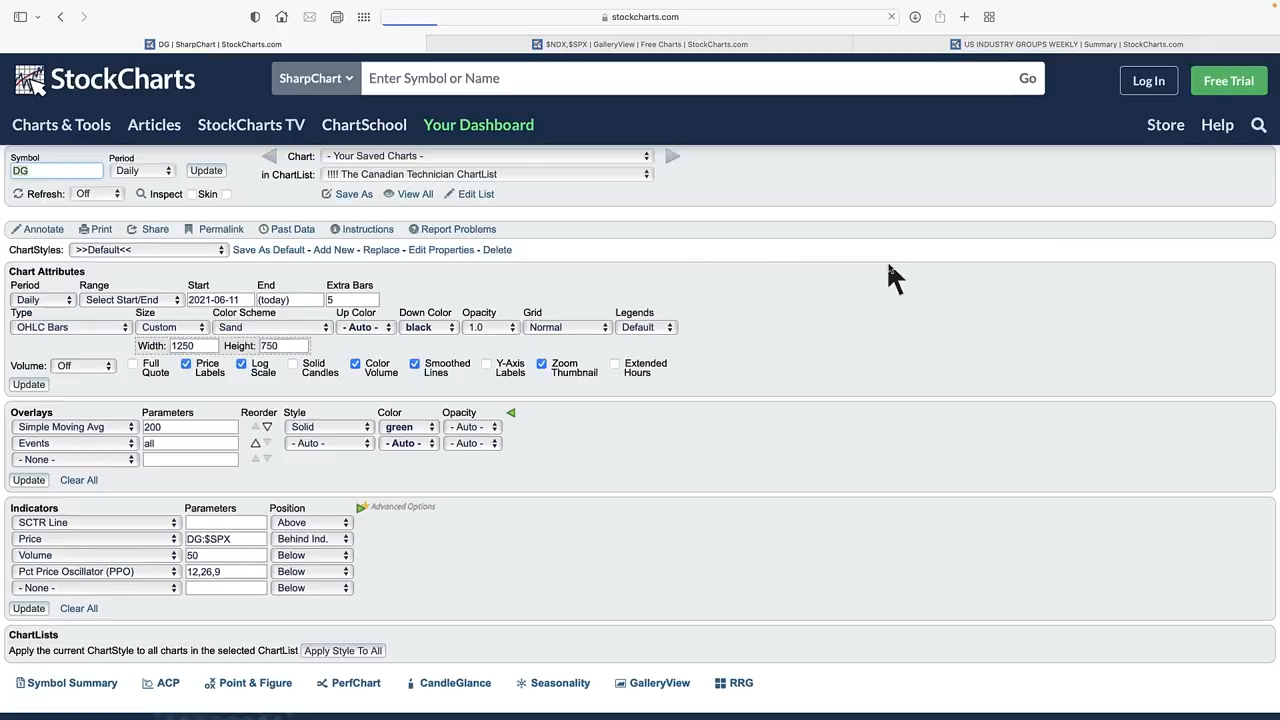 stockcharts.com
DG | SharpChart | StockCharts.com
$NDX,$SPX | GalleryView | Free Charts | StockCharts.com
US INDUSTRY GROUPS WEEKLY | Summary | StockCharts.com
StockCharts
SharpChart
Enter Symbol or Name
Go
Log In
Free Trial
Charts & Tools Articles StockCharts TV ChartSchool Your Dashboard Store Help
Symbol Period
DG Daily Update
Chart: - Your Saved Charts -
in ChartList: !!!! The Canadian Technician ChartList
Refresh: Off Inspect Skin
Save As View All Edit List
Annotate Print Share Permalink Past Data Instructions Report Problems
ChartStyles: >>Default<< Save As Default - Add New - Replace - Edit Properties - Delete
Chart Attributes
Period Range Start End Extra Bars
Daily Select Start/End 2021-06-11 (today) 5
Type Size Color Scheme Up Color Down Color Opacity Grid Legends
OHLC Bars Custom Sand - Auto - black 1.0 Normal Default
Width: 1250 Height: 750
Volume: Off
Full Quote
Price Labels
Log Scale
Solid Candles
Color Volume
Smoothed Lines
Y-Axis Labels
Zoom Thumbnail
Extended Hours
Update
Overlays Parameters Reorder Style Color Opacity
Simple Moving Avg 200 Solid green - Auto -
Events all - Auto - - Auto - - Auto -
- None -
Update Clear All
Indicators Parameters Position Advanced Options
SCTR Line Above
Price DG:$SPX Behind Ind.
Volume 50 Below
Pct Price Oscillator (PPO) 12,26,9 Below
- None - Below
Update Clear All
ChartLists
Apply the current ChartStyle to all charts in the selected ChartList Apply Style To All
Symbol Summary ACP Point & Figure PerfChart CandleGlance Seasonality GalleryView RRG